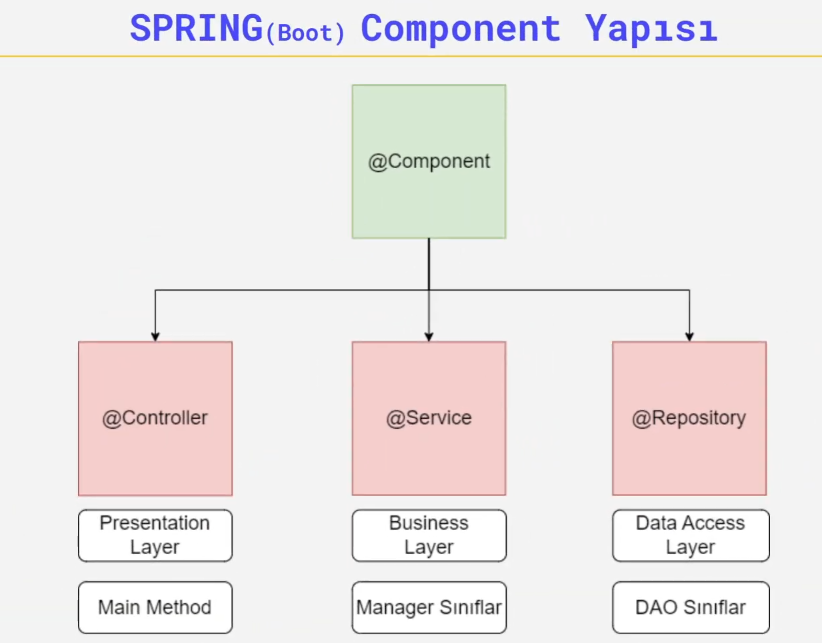 SPRING(Boot) Component Yapısı
@Component
@Controller
@Service
@Repository
Presentation
Layer
Business
Layer
Data Access
Layer
Main Method
Manager Sınıflar
DAO Sınıflar